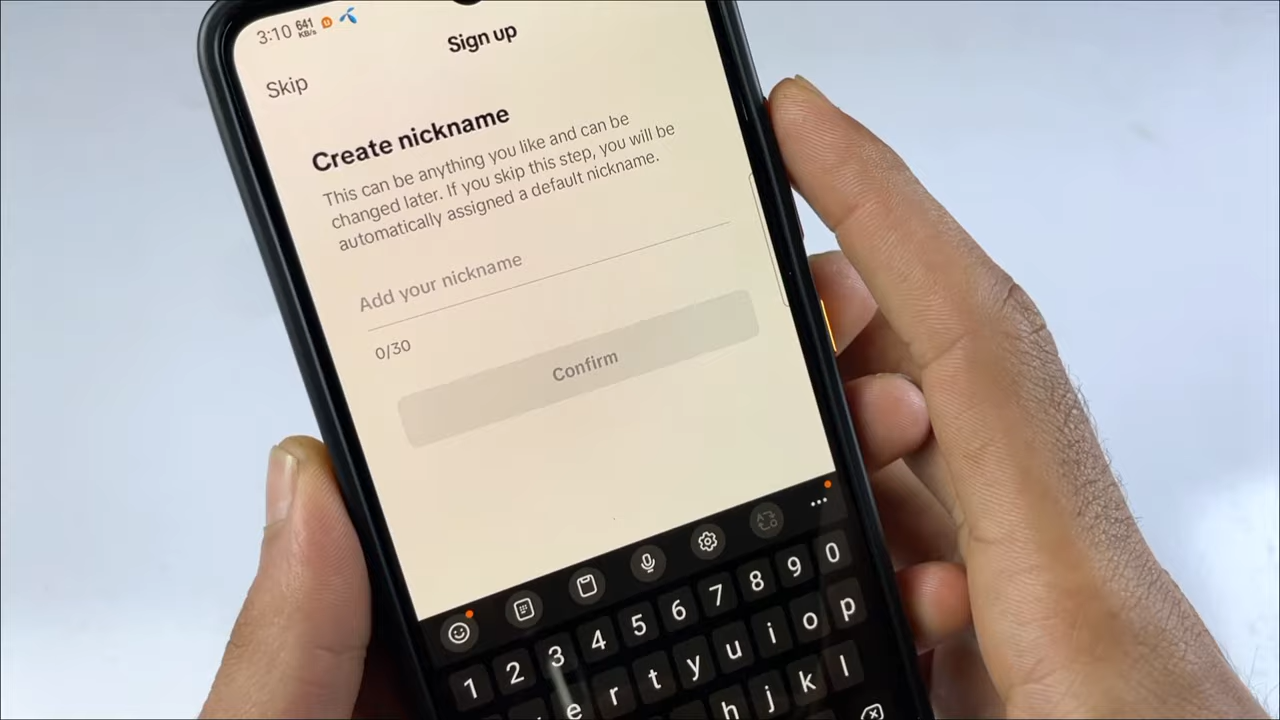 3:10 641 KB/s
Sign up
Skip
Create nickname
This can be anything you like and can be
changed later. If you skip this step, you will be
automatically assigned a default nickname.
Add your nickname
0/30
Confirm
1 2 3 4 5 6 7 8 9 0
e r t y u i o p
h j k l